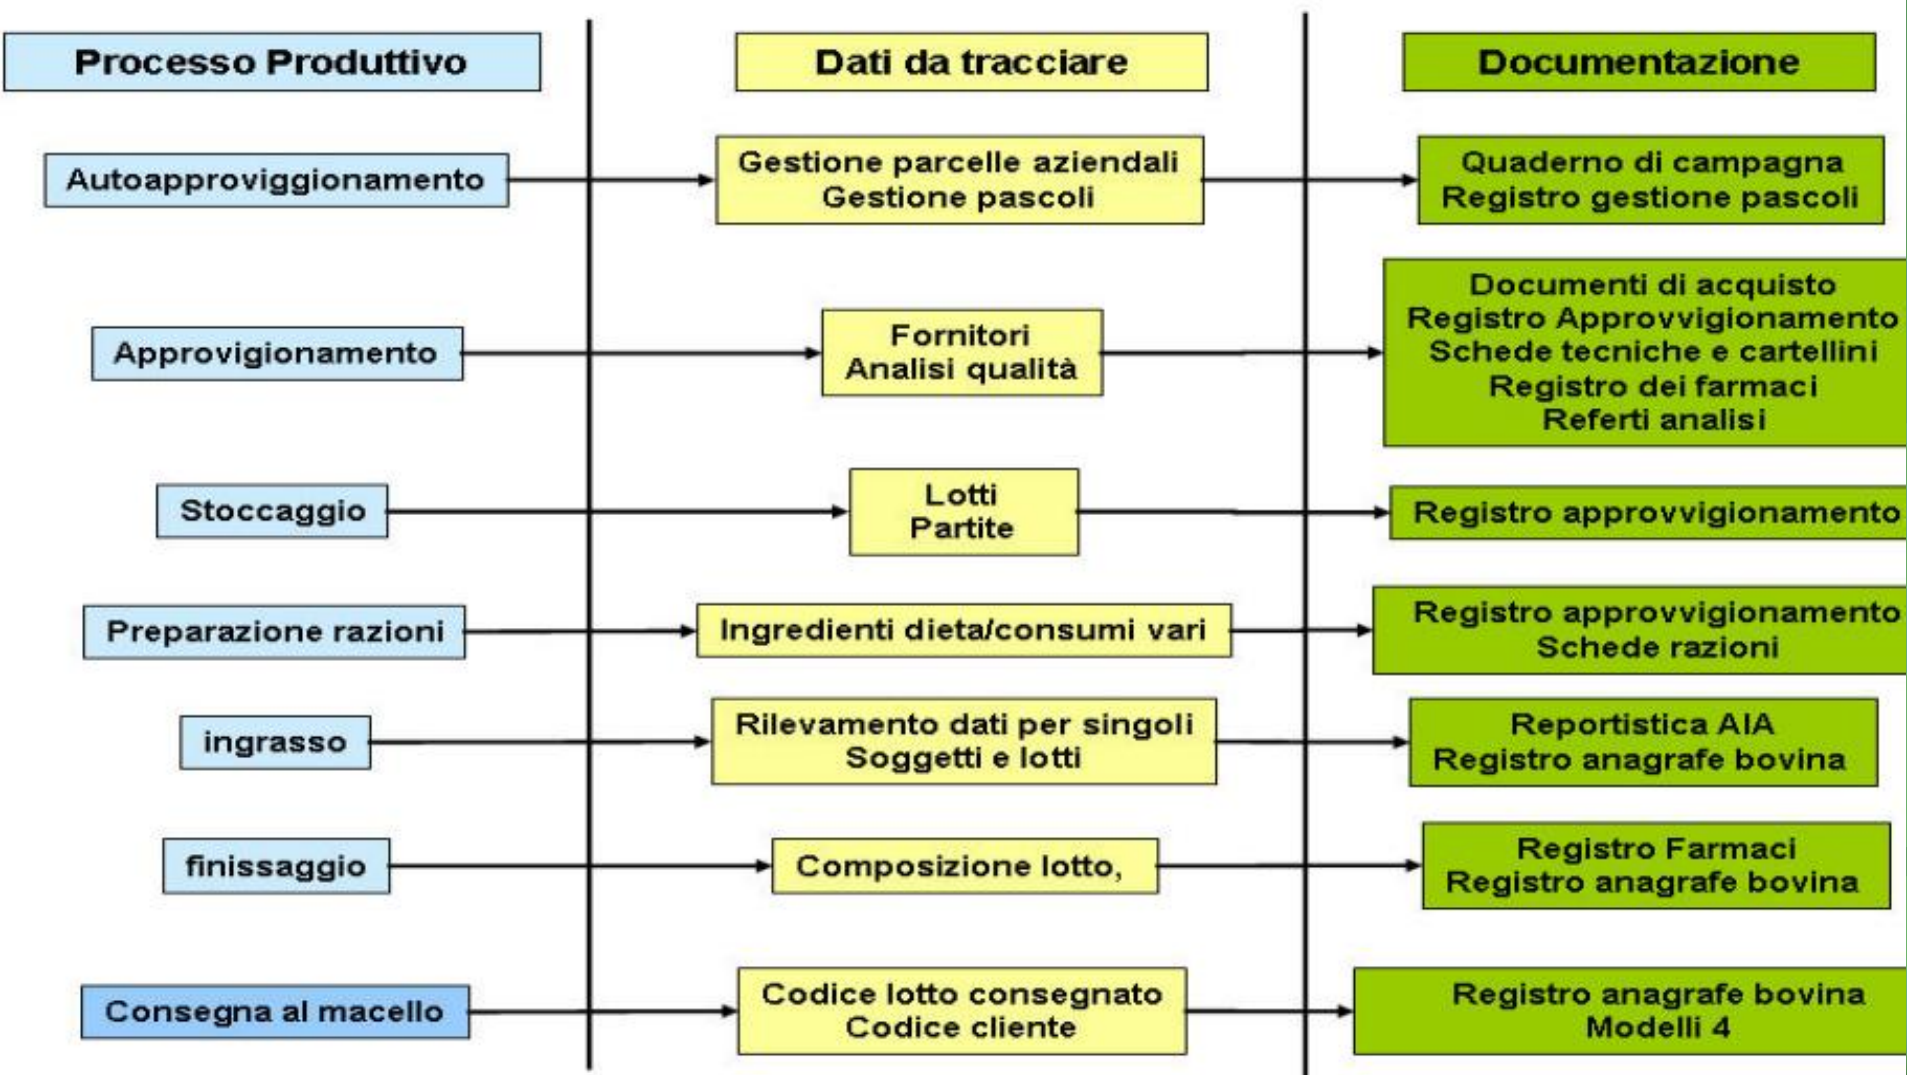 Processo Produttivo
Dati da tracciare
Documentazione
Autoapproviggionamento
Gestione parcelle aziendali
Gestione pascoli
Quaderno di campagna
Registro gestione pascoli
Approvigionamento
Fornitori
Analisi qualità
Documenti di acquisto
Registro Approvvigionamento
Schede tecniche e cartellini
Registro dei farmaci
Referti analisi
Stoccaggio
Lotti
Partite
Registro approvvigionamento
Preparazione razioni
Ingredienti dieta/consumi vari
Registro approvvigionamento
Schede razioni
ingrasso
Rilevamento dati per singoli
Soggetti e lotti
Reportistica AIA
Registro anagrafe bovina
finissaggio
Composizione lotto,
Registro Farmaci
Registro anagrafe bovina
Consegna al macello
Codice lotto consegnato
Codice cliente
Registro anagrafe bovina
Modelli 4